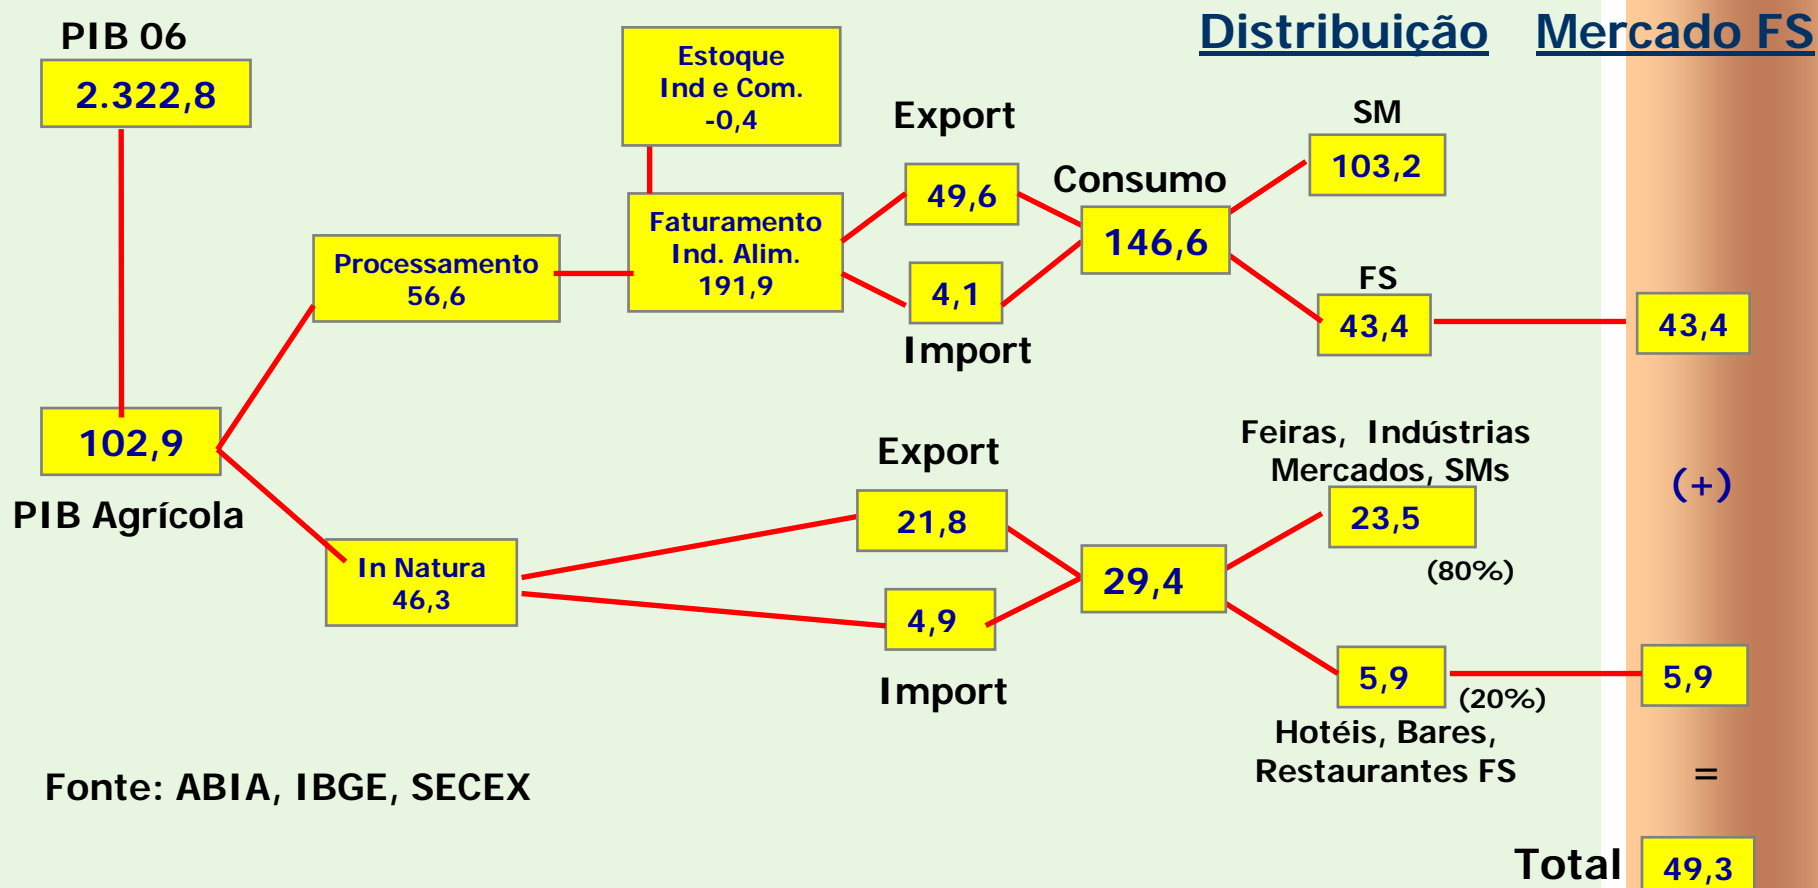 PIB 06
2.322,8
Distribuição
Mercado FS
Estoque
Ind e Com.
-0,4
Export
SM
103,2
49,6
Consumo
146,6
Faturamento
Ind. Alim.
191,9
Processamento
56,6
4,1
Import
FS
43,4
43,4
102,9
PIB Agrícola
Export
21,8
Feiras, Indústrias
Mercados, SMs
23,5
(80%)
(+)
In Natura
46,3
29,4
4,9
Import
5,9
(20%)
5,9
Hotéis, Bares,
Restaurantes FS
=
Fonte: ABIA, IBGE, SECEX
Total
49,3